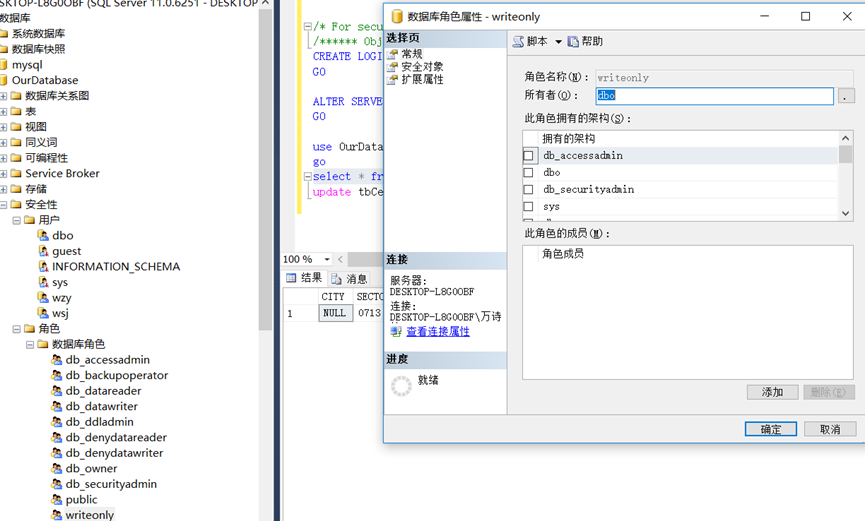 SKTOP-L8G0OBF (SQL Server 11.0.6251 - DESKTOP
数据库
系统数据库
数据库快照
mysql
OurDatabase
数据库关系图
表
视图
同义词
可编程性
Service Broker
存储
安全性
用户
dbo
guest
INFORMATION_SCHEMA
sys
wzy
wsj
角色
数据库角色
db_accessadmin
db_backupoperator
db_datareader
db_datawriter
db_ddladmin
db_denydatareader
db_denydatawriter
db_owner
db_securityadmin
public
writeonly
/* For secu
/****** Obj
CREATE LOGI
GO
ALTER SERVE
GO
use OurData
go
select * fr
update tbCe
100 %
结果 消息
CITY SECTO
1 NULL 0713
数据库角色属性 - writeonly
选择页
常规
安全对象
扩展属性
连接
服务器:
DESKTOP-L8G0OBF
连接:
DESKTOP-L8G0OBF\万诗
查看连接属性
进度
就绪
脚本 帮助
角色名称(N): writeonly
所有者(O): dbo
此角色拥有的架构(S):
拥有的架构
db_accessadmin
dbo
db_securityadmin
sys
此角色的成员(M):
角色成员
添加 删除(R)
确定 取消